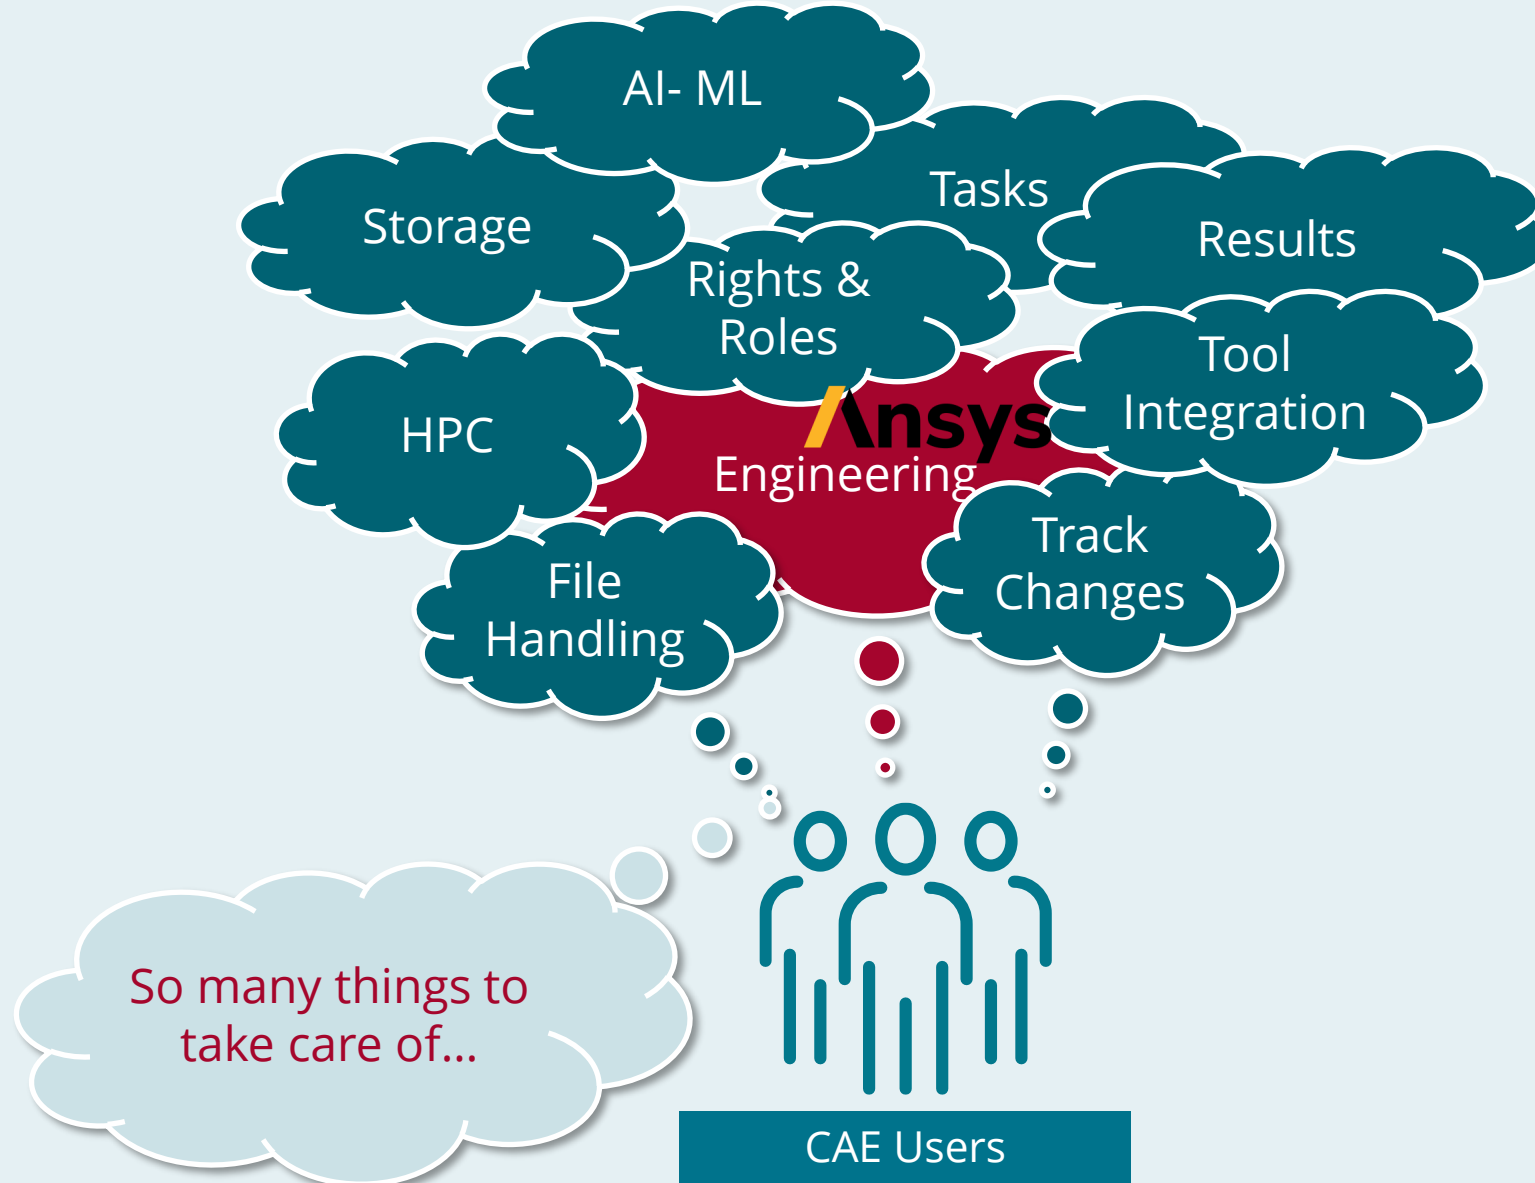 AI- ML
Tasks
Storage
Results
Rights &
Roles
Tool
Integration
Ansys
HPC
Engineering
Track
Changes
File
Handling
So many things to
take care of...
CAE Users